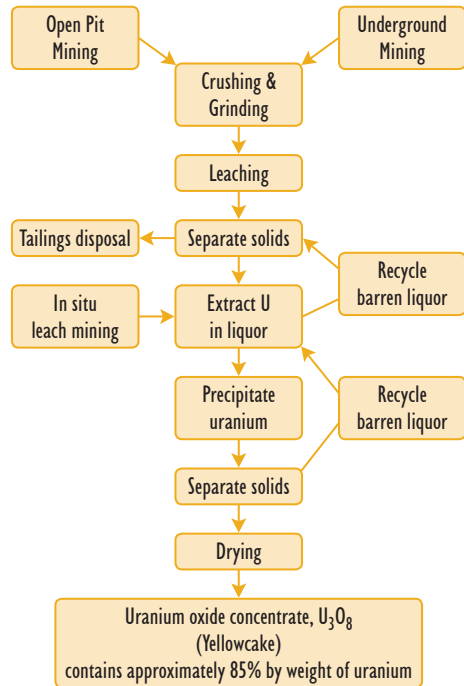 Open Pit
Mining
Underground
Mining
Crushing &
Grinding
Leaching
Tailings disposal
Separate solids
Recycle
barren liquor
In situ
leach mining
Extract U
in liquor
Precipitate
uranium
Recycle
barren liquor
Separate solids
Drying
Uranium oxide concentrate, U₃O₈
(Yellowcake)
contains approximately 85% by weight of uranium